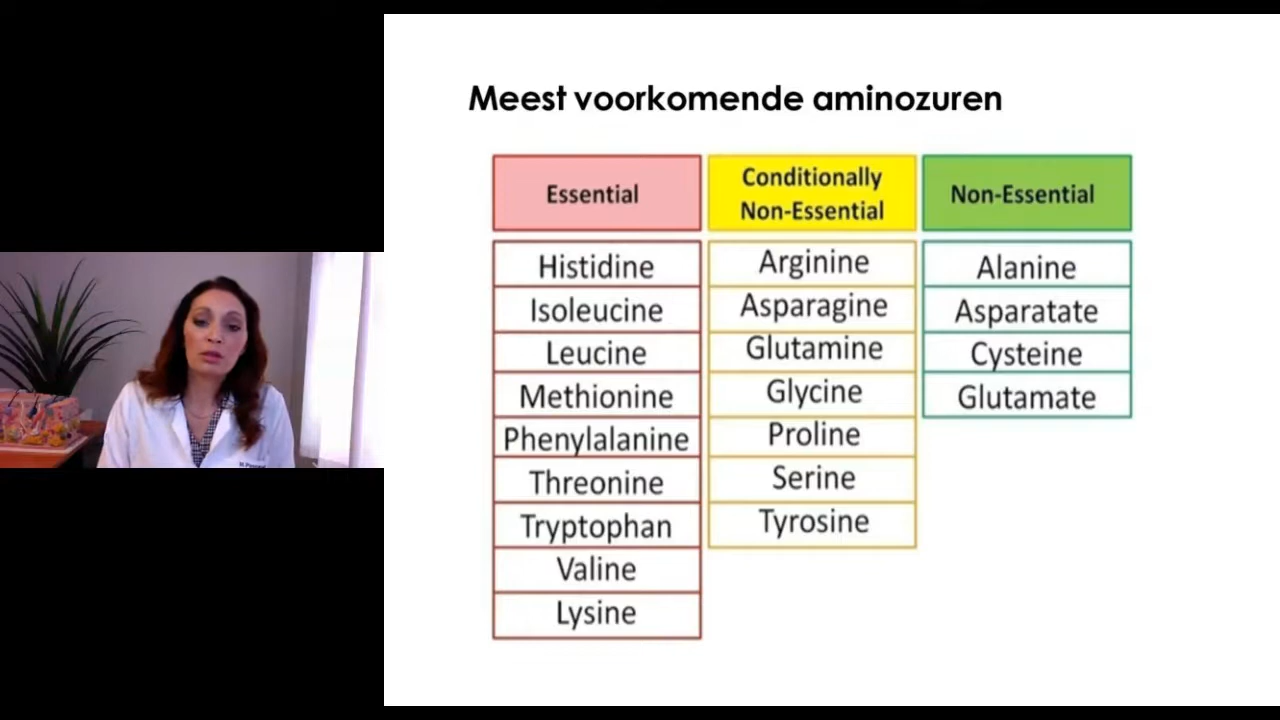 Meest voorkomende aminozuren
Essential
Conditionally
Non-Essential
Non-Essential
Histidine
Isoleucine
Leucine
Methionine
Phenylalanine
Threonine
Tryptophan
Valine
Lysine
Arginine
Asparagine
Glutamine
Glycine
Proline
Serine
Tyrosine
Alanine
Asparatate
Cysteine
Glutamate